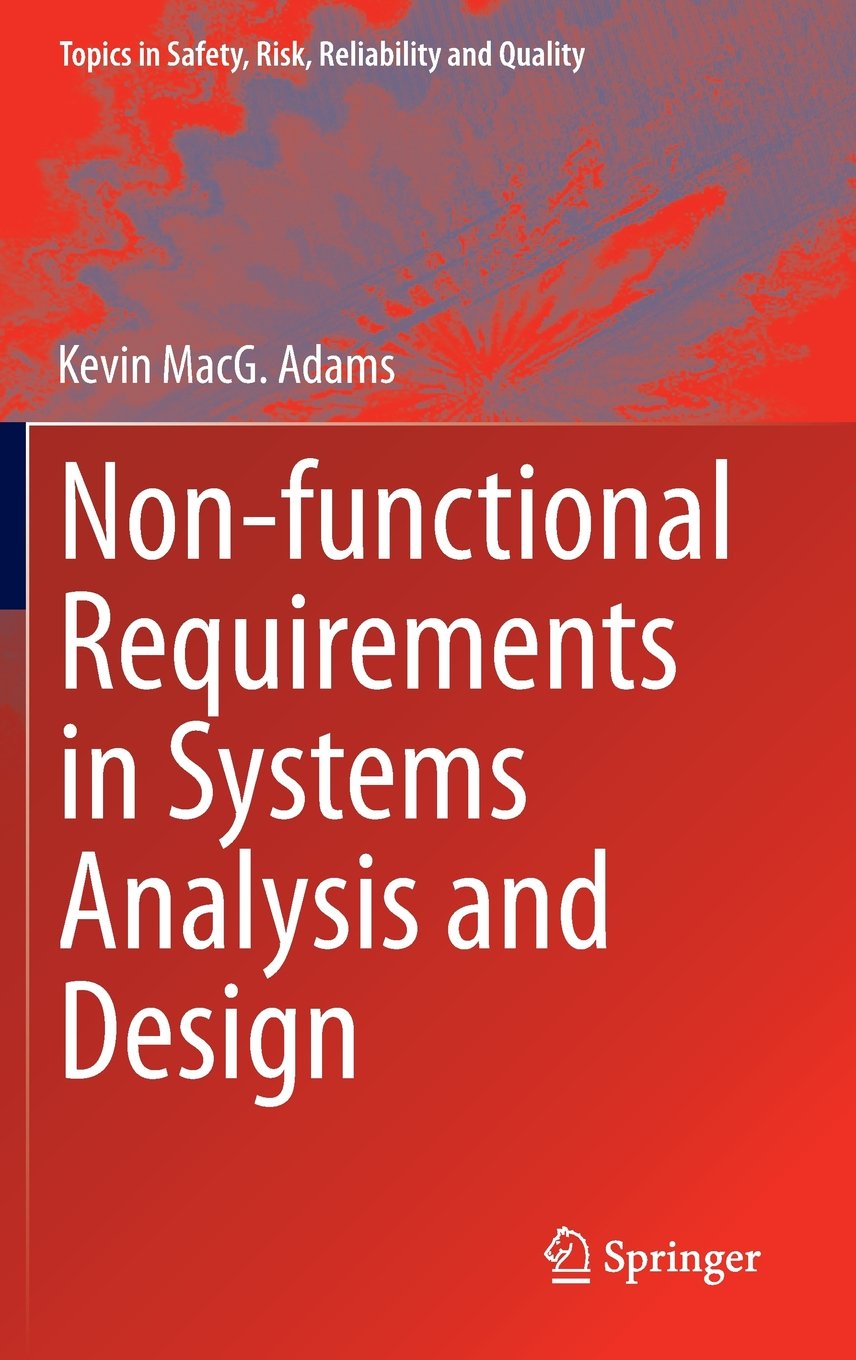 Topics in Safety, Risk, Reliability and Quality
Kevin MacG. Adams
Non-functional
Requirements
in Systems
Analysis and
Design
Springer